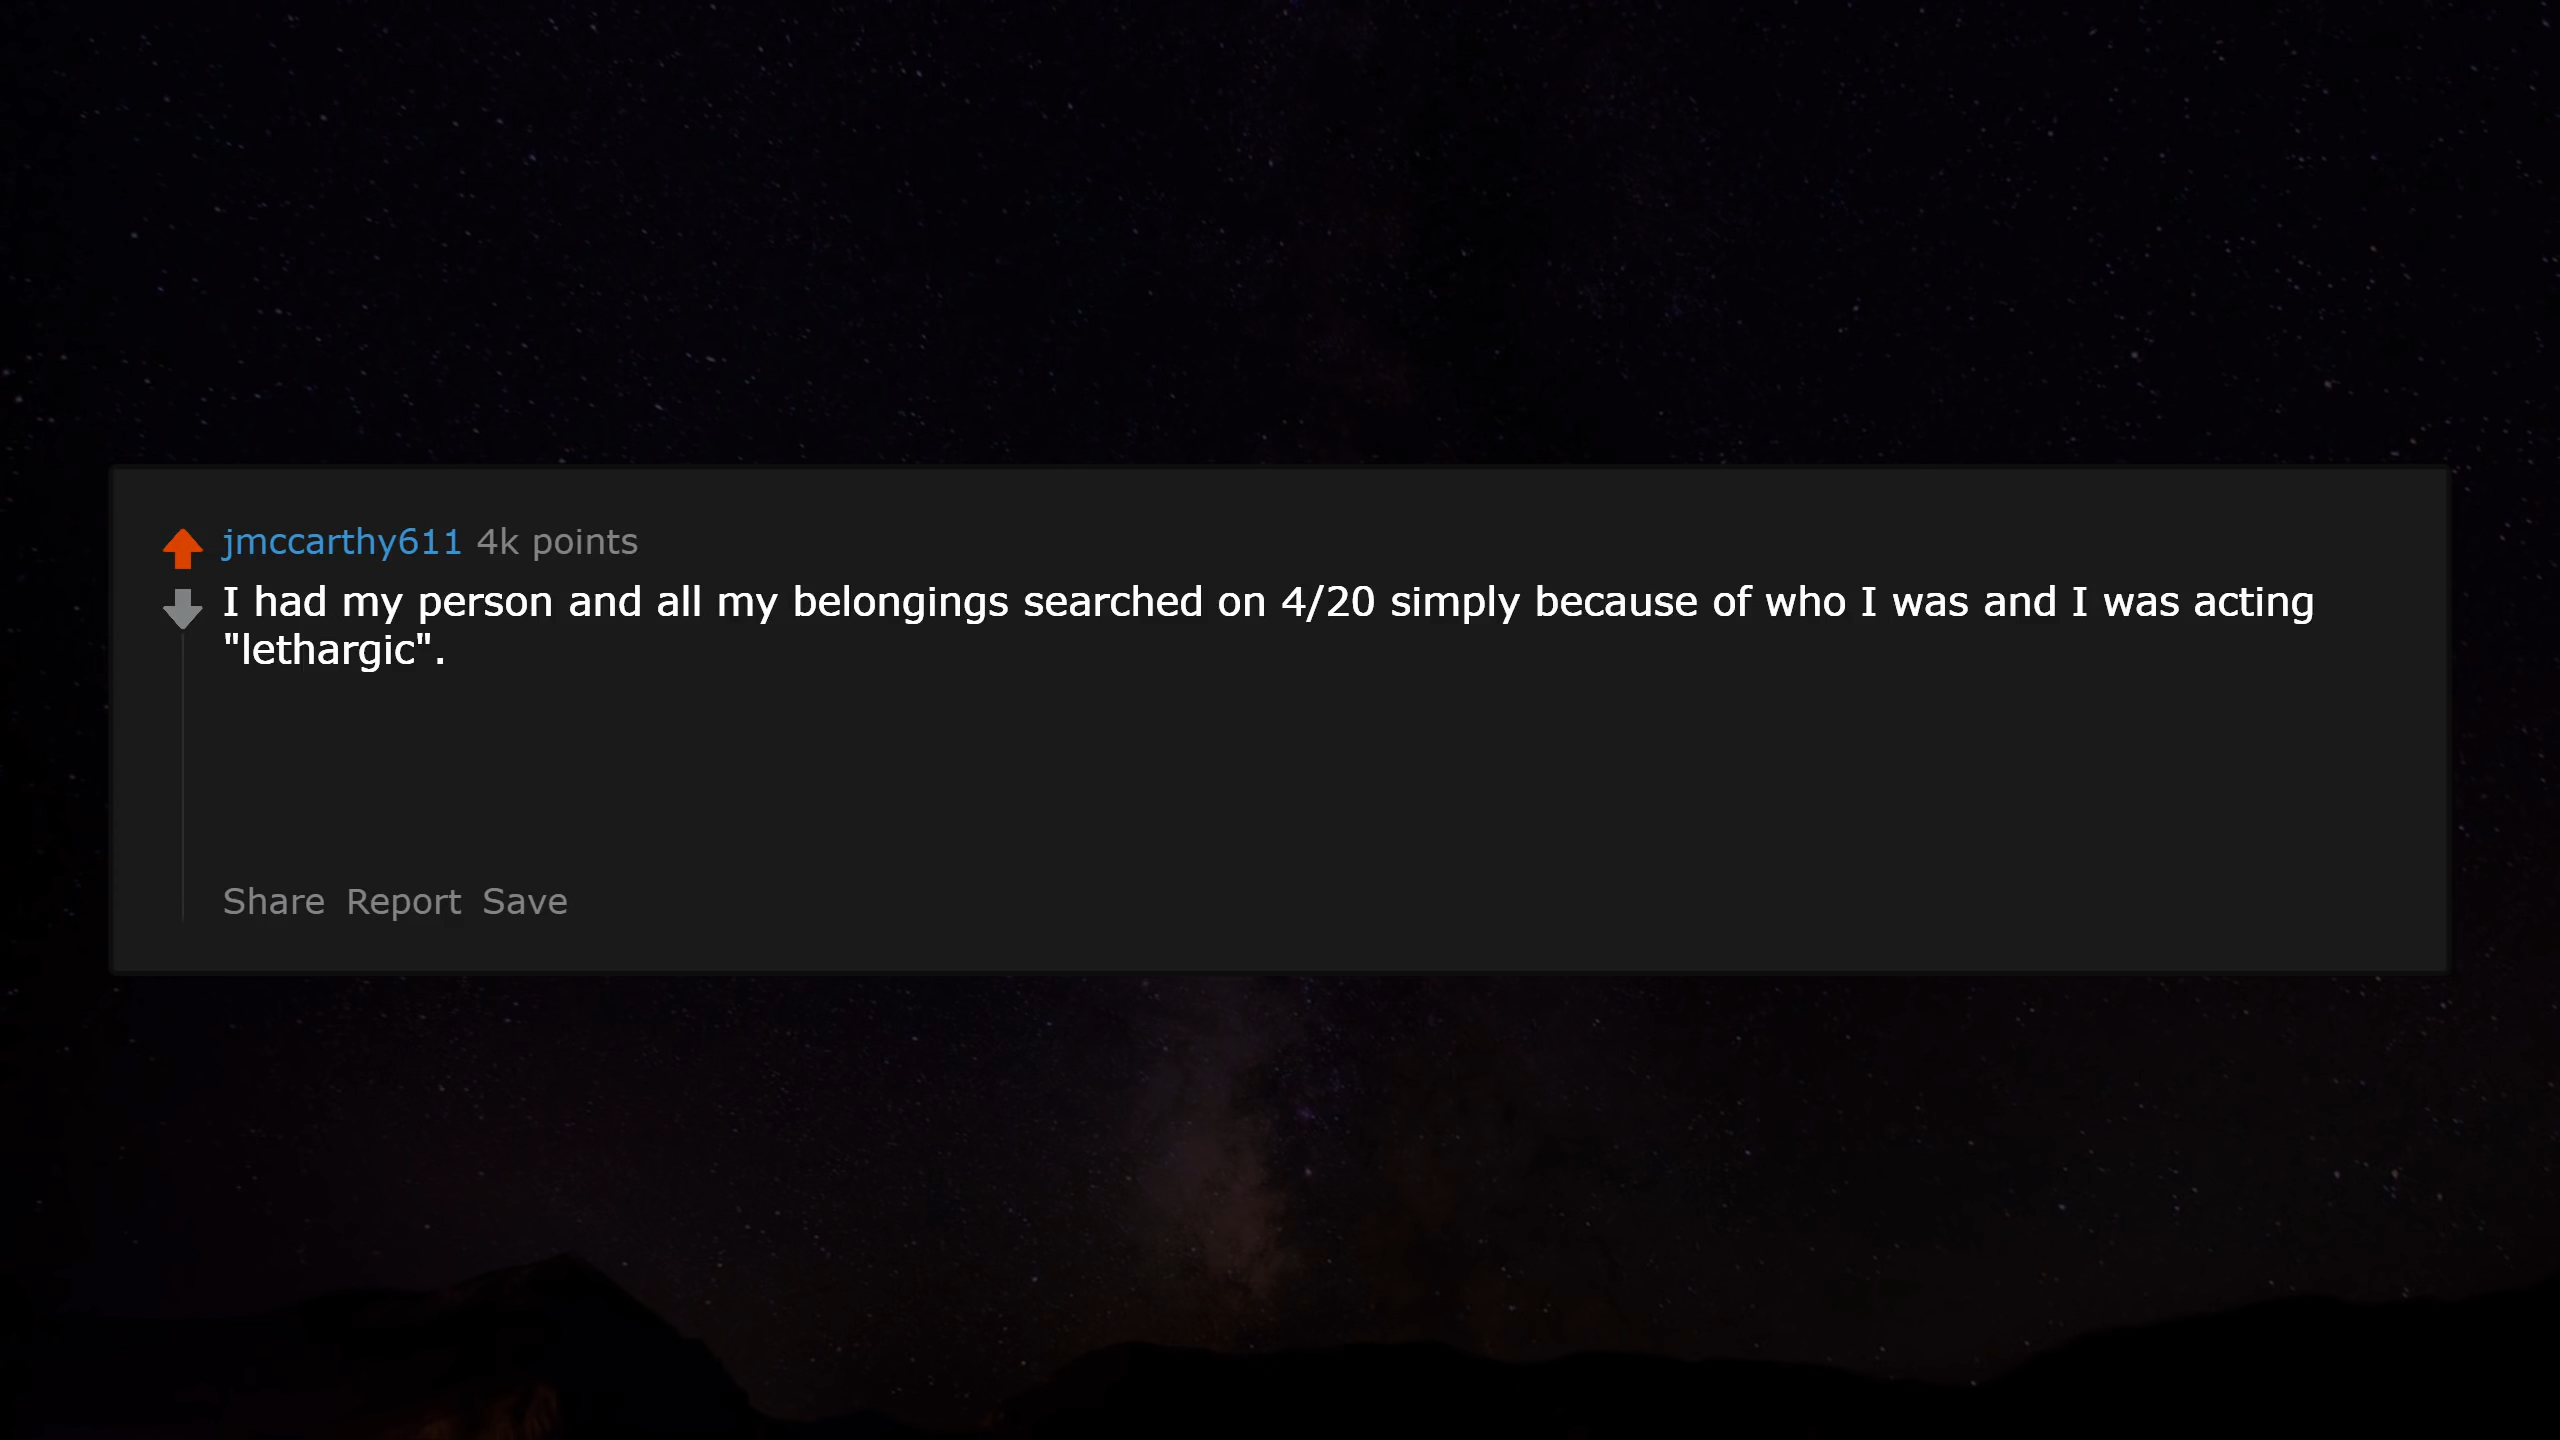 jmccarthy611 4k points
I had my person and all my belongings searched on 4/20 simply because of who I was and I was acting
"lethargic".
Share Report Save